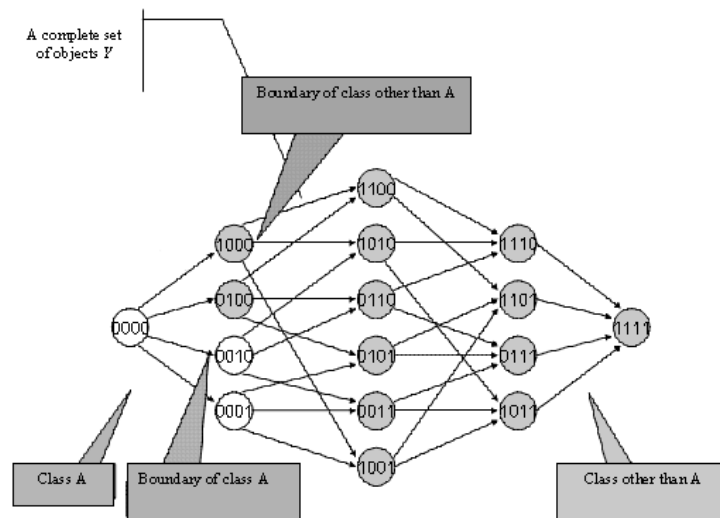 A complete set
of objects Y
Boundary of class other than A
1100
1000
1010
1110
0100
0110
1101
0000
1111
0010
0101
0111
0001
0011
1011
1001
Class A
Boundary of class A
Class other than A